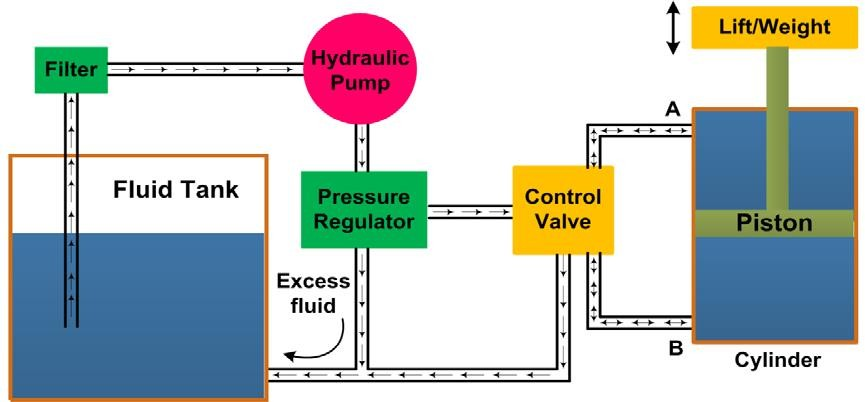 Lift/Weight
Hydraulic
Pump
Filter
A
Fluid Tank
Pressure
Regulator
Control
Valve
Piston
Excess
fluid
B
Cylinder